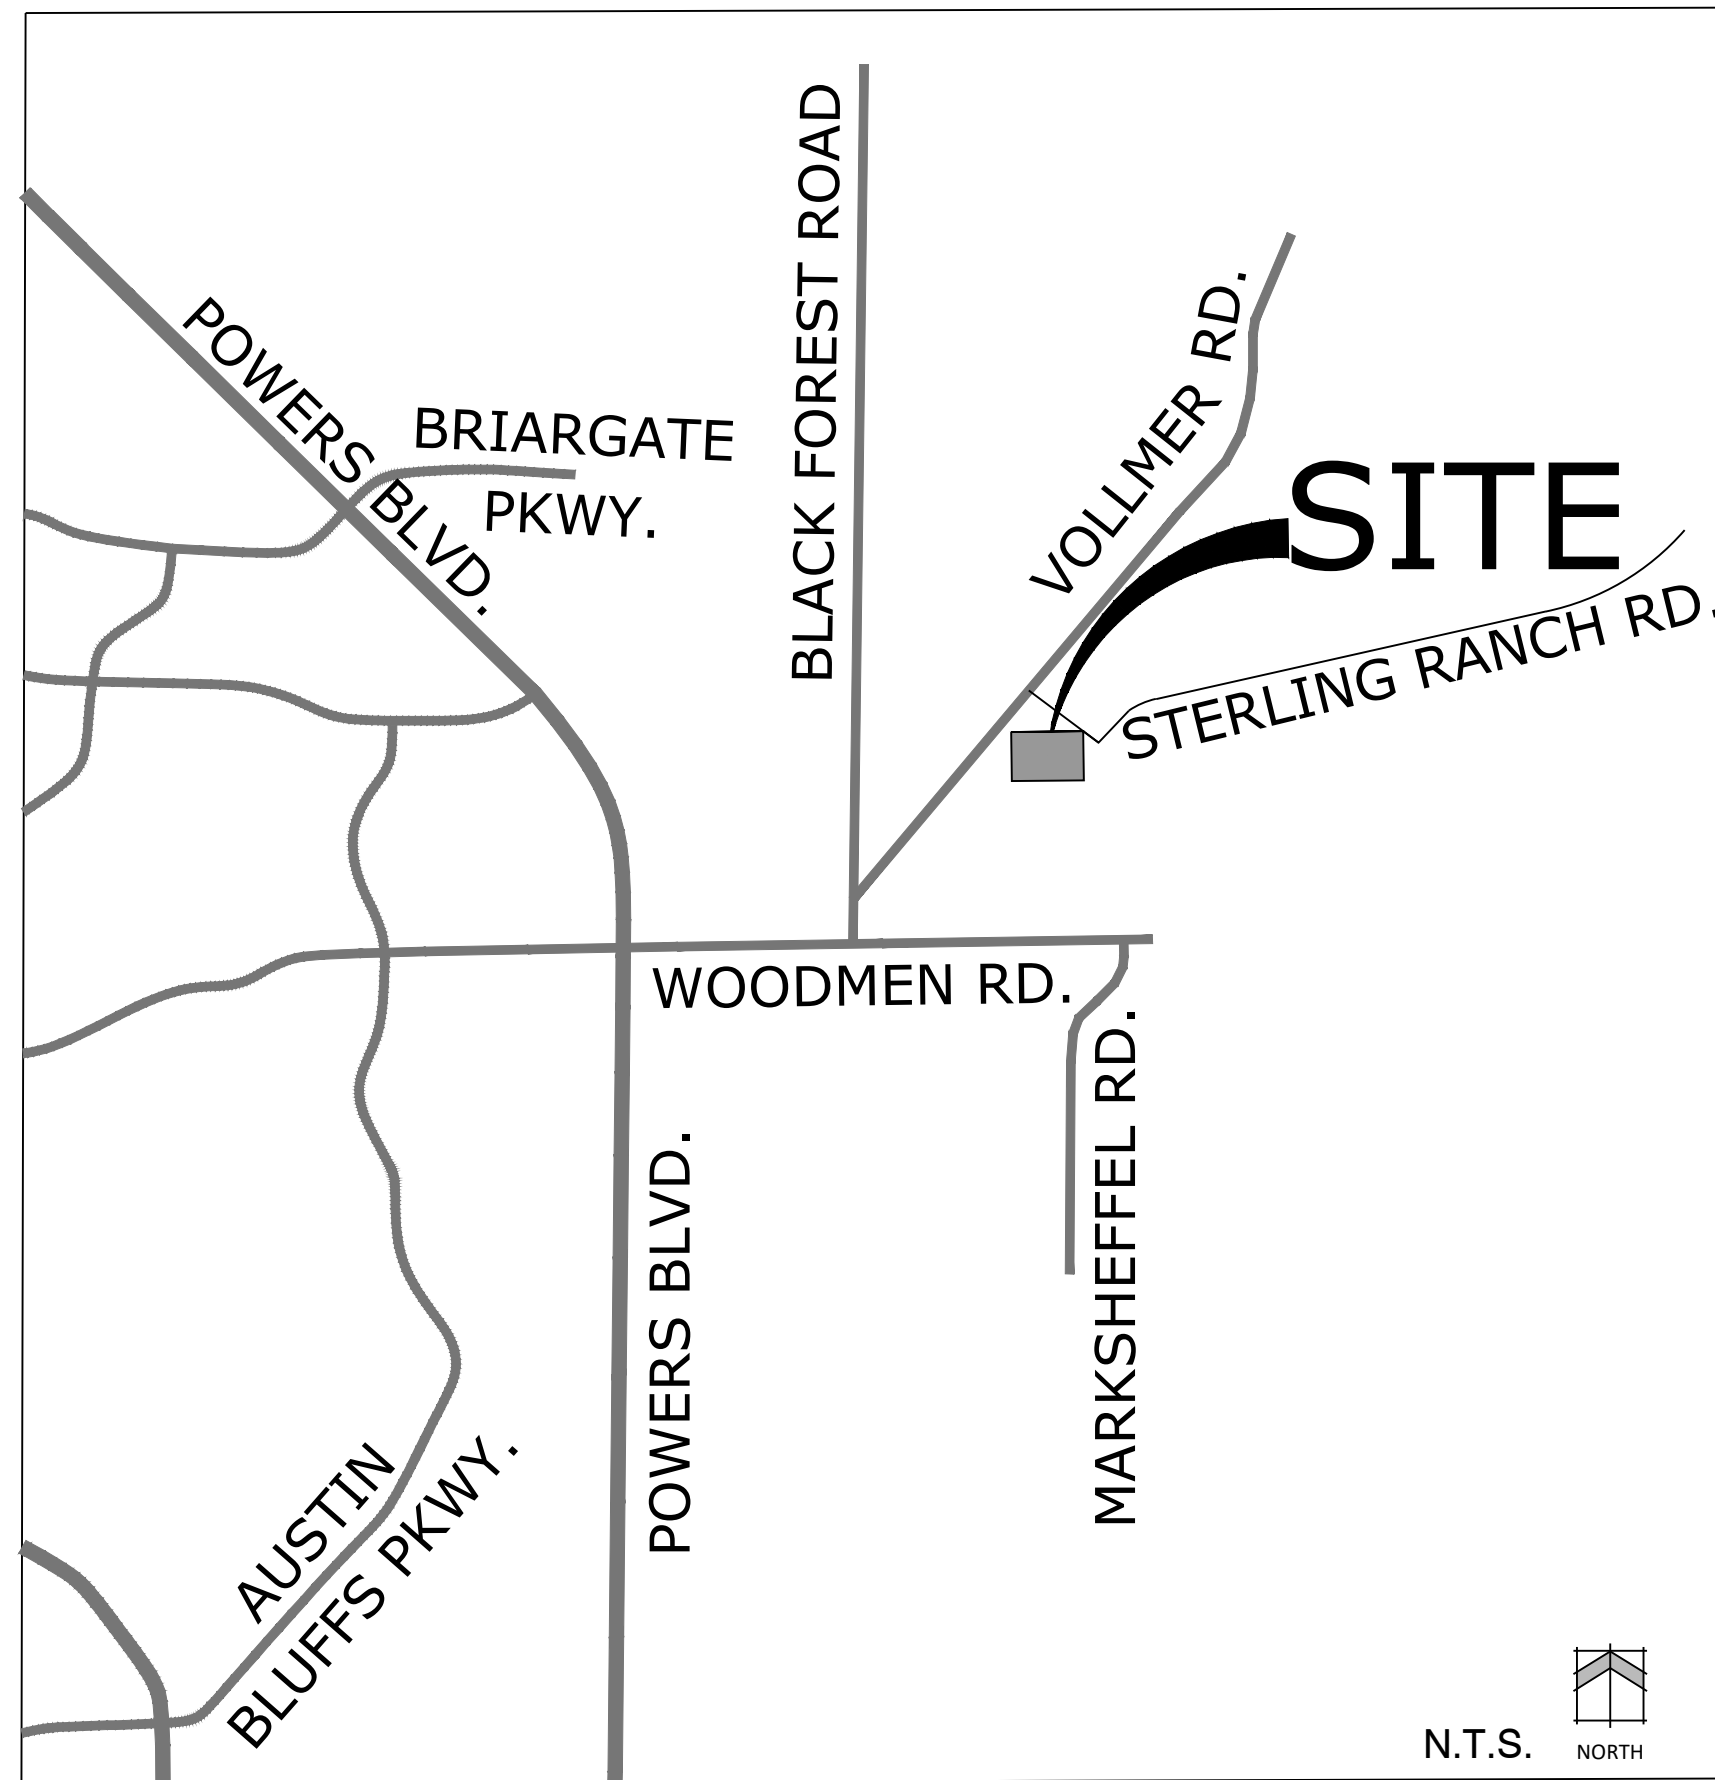 BLACK FOREST ROAD
VOLLMER RD.
POWERS BLVD.
BRIARGATE
PKWY.
SITE
STERLING RANCH RD.
WOODMEN RD.
MARKSHEFFEL RD.
POWERS BLVD.
AUSTIN
BLUFFS PKWY.
N.T.S.
NORTH